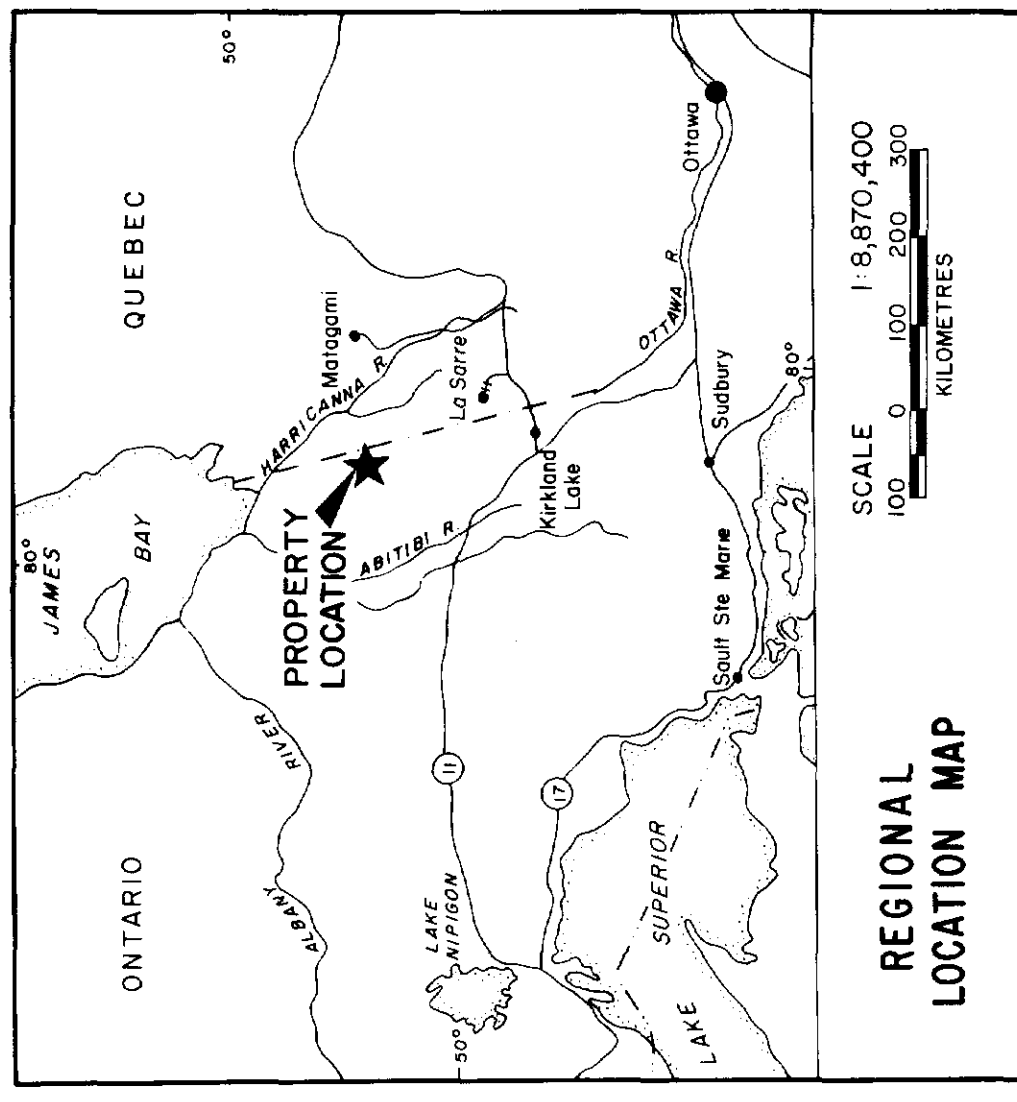 ONTARIO
QUEBEC
80°
JAMES
BAY
50°
ALBANY
RIVER
HARRICANNA R.
Matagami
PROPERTY
LOCATION
ABITIBI R.
La Sarre
LAKE
NIPIGON
50°
11
Kirkland
Lake
17
OTTAWA R.
Ottawa
LAKE
SUPERIOR
Sault Ste Marie
Sudbury
80°
REGIONAL
LOCATION MAP
SCALE 1:8,870,400
100 0 100 200 300
KILOMETRES